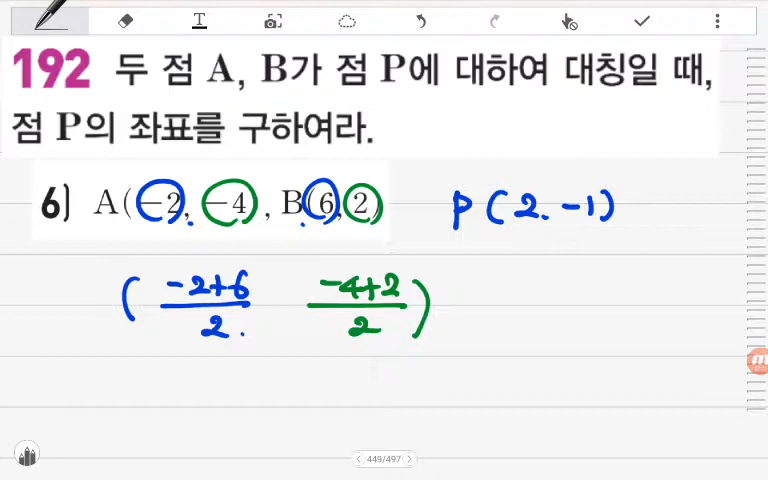 T
192 두 점 A, B가 점 P에 대하여 대칭일 때,
점 P의 좌표를 구하여라.
6) A(−2, −4), B(6, 2) P(2. −1)
( -2+6 / 2 -4+2 / 2 )
449/497